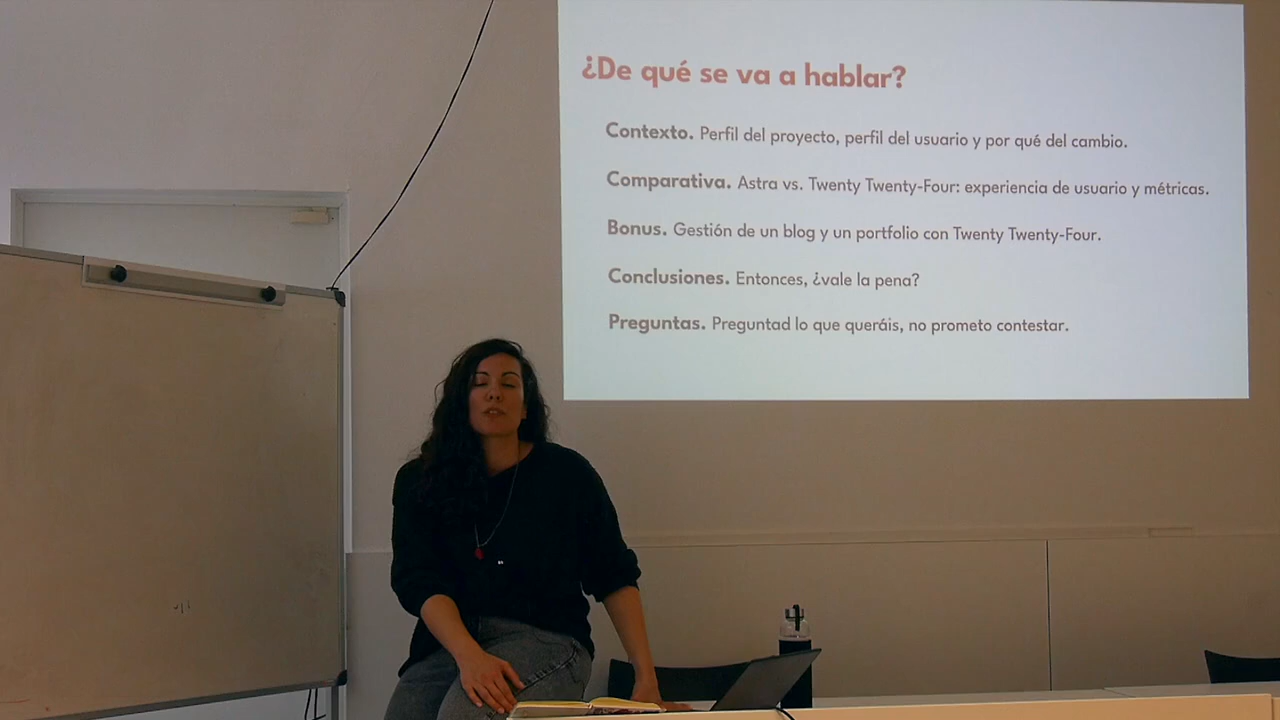 ¿De qué se va a hablar?
Contexto. Perfil del proyecto, perfil del usuario y por qué del cambio.
Comparativa. Astra vs. Twenty Twenty-Four: experiencia de usuario y métricas.
Bonus. Gestión de un blog y un portfolio con Twenty Twenty-Four.
Conclusiones. Entonces, ¿vale la pena?
Preguntas. Preguntad lo que queráis, no prometo contestar.